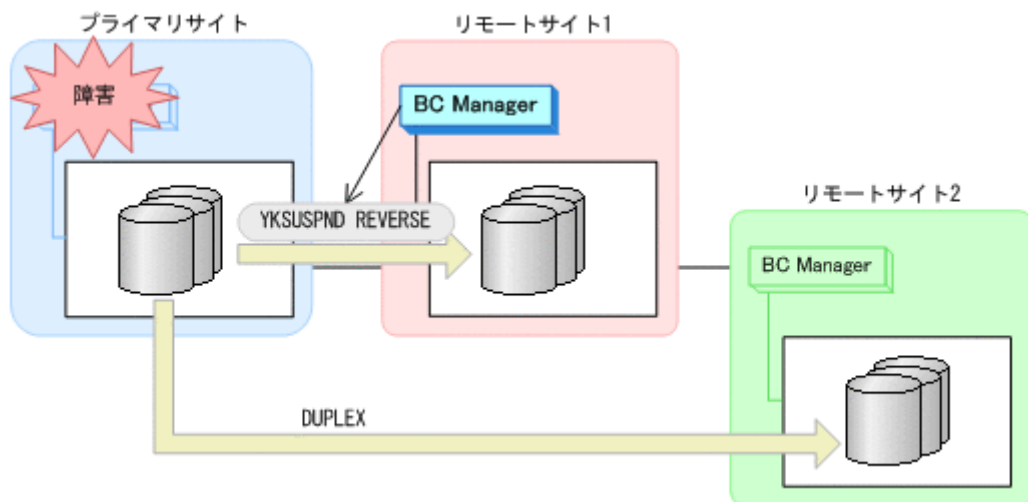 プライマリサイト
リモートサイト1
障害
BC Manager
YKSUSPND REVERSE
リモートサイト2
BC Manager
DUPLEX